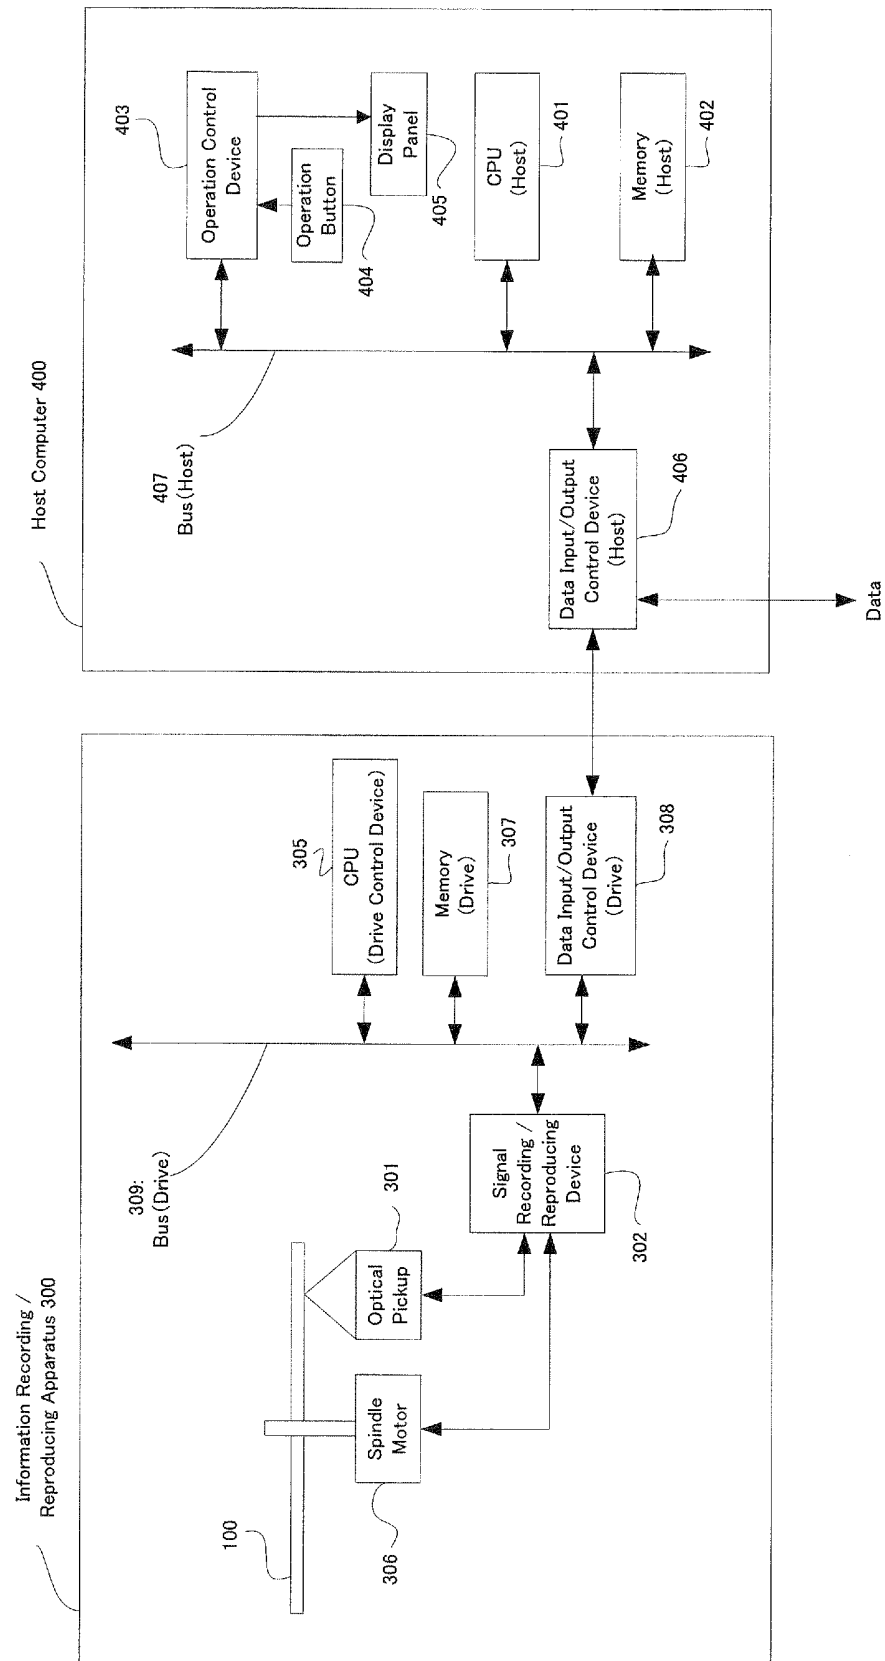 Information Recording /
Reproducing Apparatus 300
100
306
Spindle
Motor
Optical
Pickup
301
309:
Bus(Drive)
Signal
Recording /
Reproducing
Device
302
305
CPU
(Drive Control Device)
Memory
(Drive)
307
Data Input/Output
Control Device
(Drive)
308
Host Computer 400
407
Bus(Host)
403
Operation Control
Device
Operation
Button
404
Display
Panel
405
CPU
(Host)
401
Memory
(Host)
402
Data Input/Output
Control Device
(Host)
406
Data